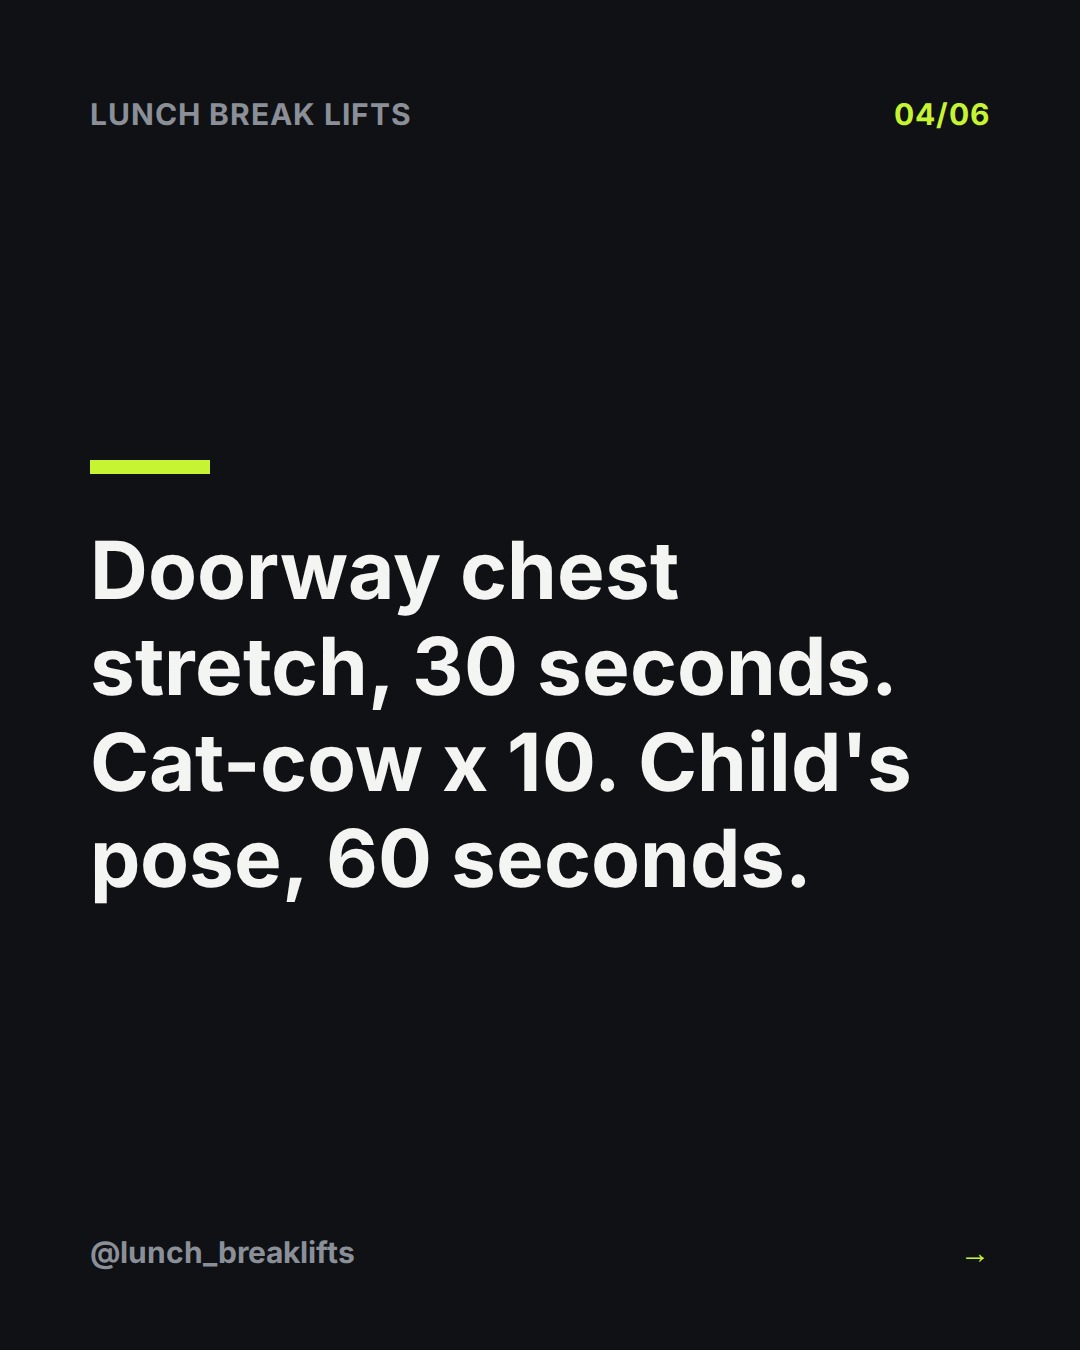 LUNCH BREAK LIFTS
04/06
Doorway chest
stretch, 30 seconds.
Cat-cow x 10. Child's
pose, 60 seconds.
@lunch_breaklifts
→